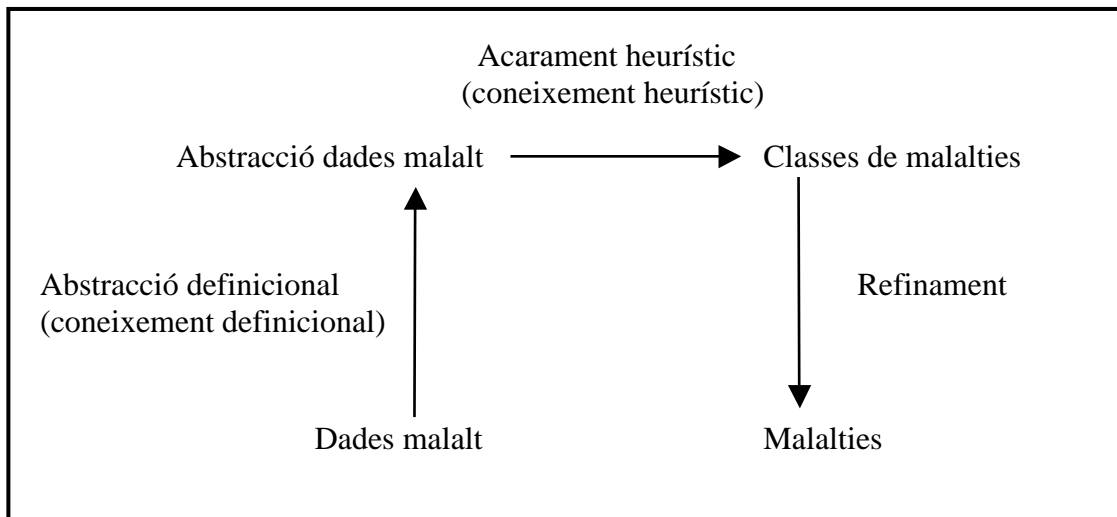 Acarament heurístic
(coneixement heurístic)
Abstracció dades malalt
Classes de malalties
Abstracció definicional
(coneixement definicional)
Refinament
Dades malalt
Malalties